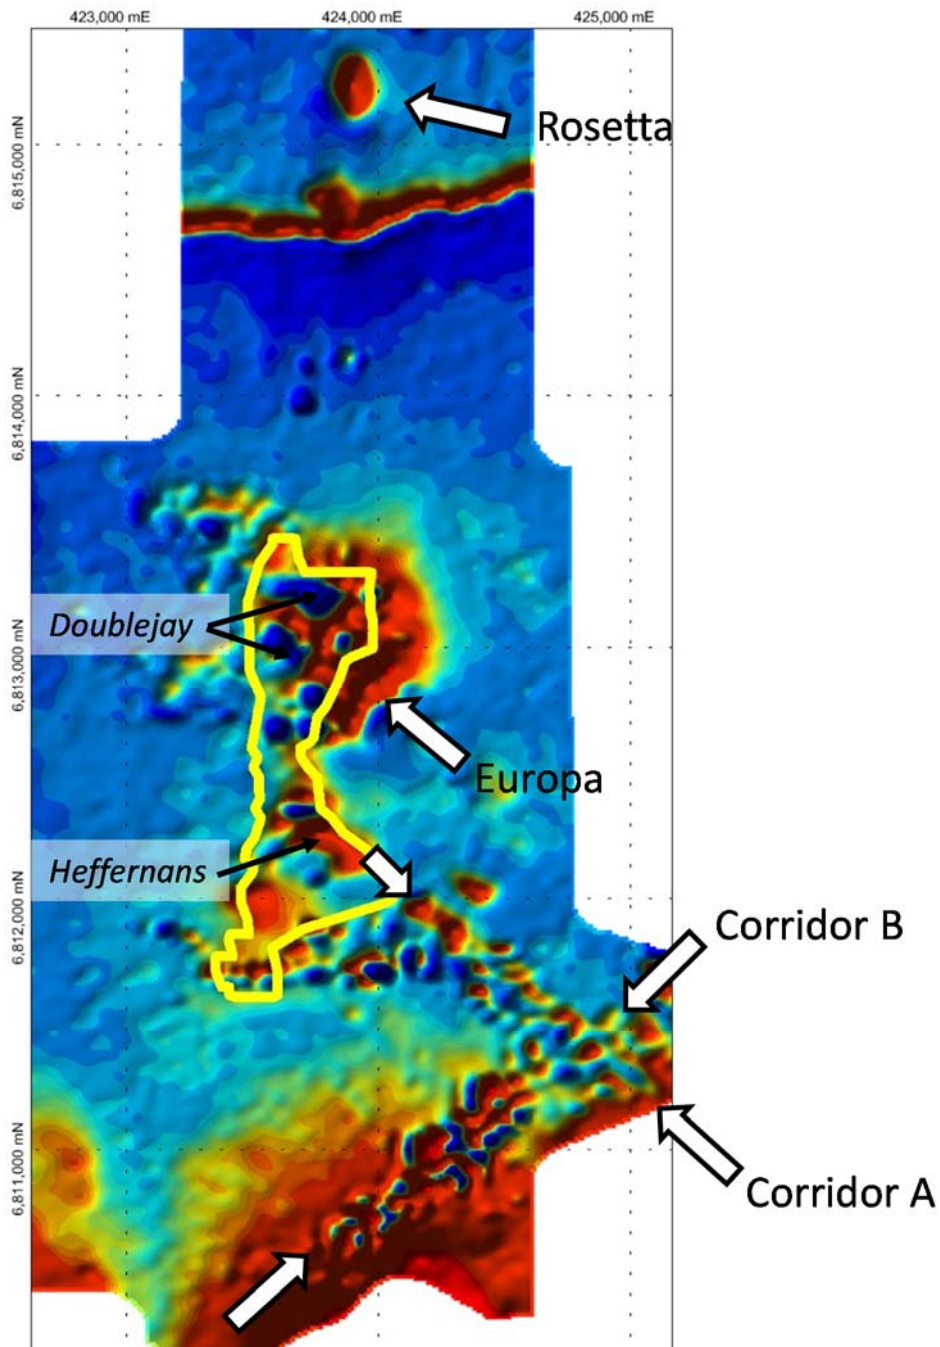 423,000 mE
424,000 mE
425,000 mE
6,815,000 mN
6,814,000 mN
6,813,000 mN
6,812,000 mN
6,811,000 mN
Rosetta
Doublejay
Europa
Heffernans
Corridor B
Corridor A